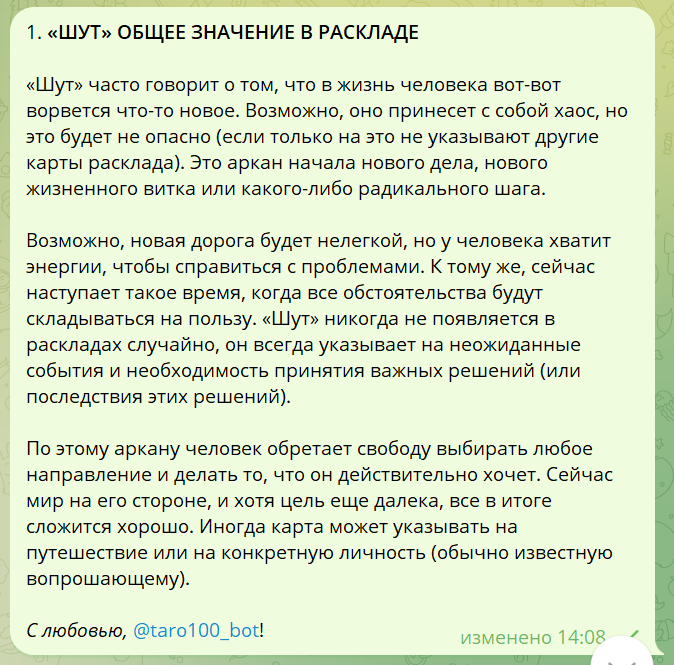 1. «ШУТ» ОБЩЕЕ ЗНАЧЕНИЕ В РАСКЛАДЕ
«Шут» часто говорит о том, что в жизнь человека вот-вот
ворвется что-то новое. Возможно, оно принесет с собой хаос, но
это будет не опасно (если только на это не указывают другие
карты расклада). Это аркан начала нового дела, нового
жизненного витка или какого-либо радикального шага.
Возможно, новая дорога будет нелегкой, но у человека хватит
энергии, чтобы справиться с проблемами. К тому же, сейчас
наступает такое время, когда все обстоятельства будут
складываться на пользу. «Шут» никогда не появляется в
раскладах случайно, он всегда указывает на неожиданные
события и необходимость принятия важных решений (или
последствия этих решений).
По этому аркану человек обретает свободу выбирать любое
направление и делать то, что он действительно хочет. Сейчас
мир на его стороне, и хотя цель еще далека, все в итоге
сложится хорошо. Иногда карта может указывать на
путешествие или на конкретную личность (обычно известную
вопрошающему).
С любовью, @taro100_bot!
изменено 14:08